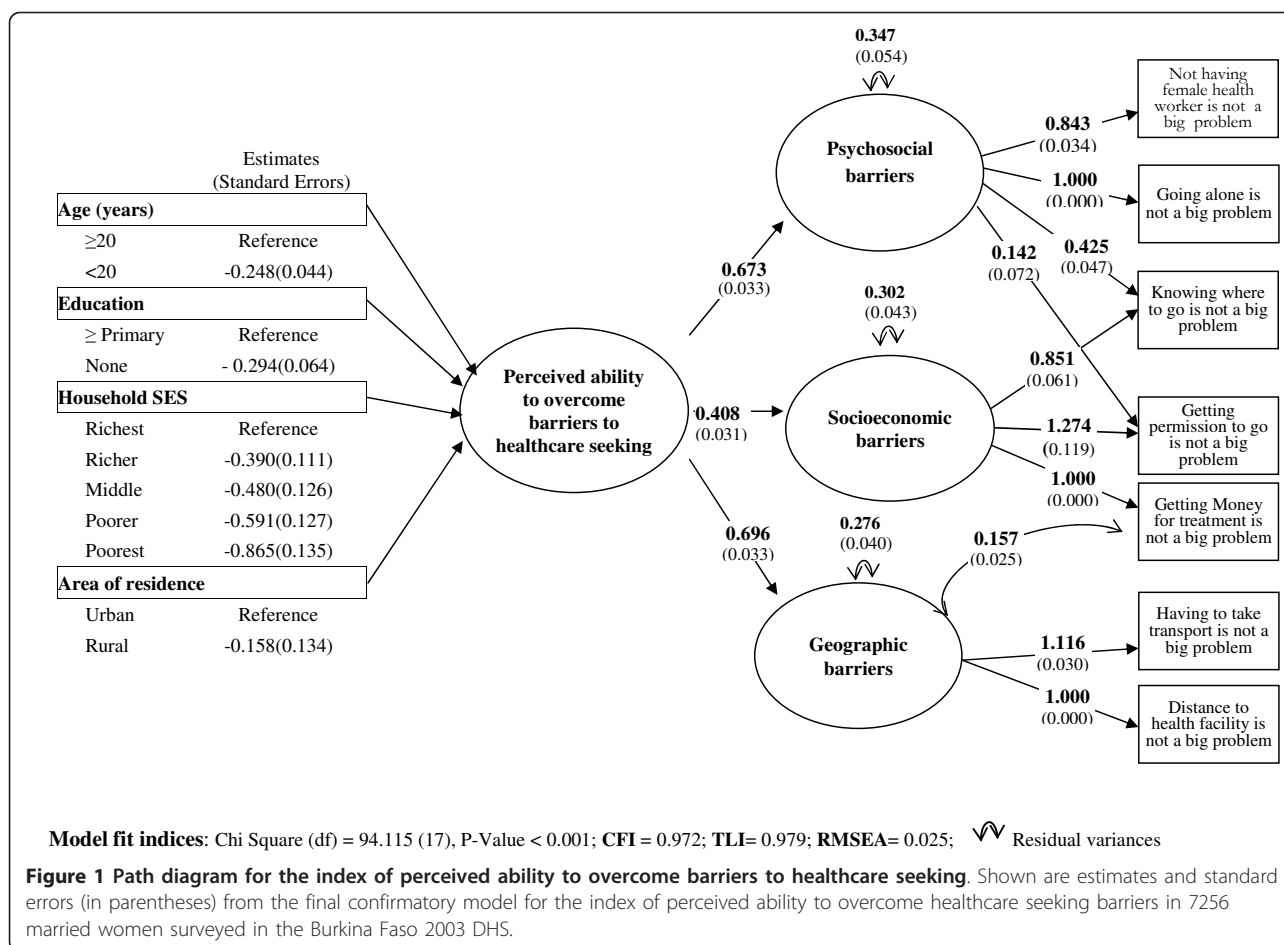 Estimates
(Standard Errors)
Age (years)
≥20 Reference
<20 -0.248(0.044)
Education
≥ Primary Reference
None - 0.294(0.064)
Household SES
Richest Reference
Richer -0.390(0.111)
Middle -0.480(0.126)
Poorer -0.591(0.127)
Poorest -0.865(0.135)
Area of residence
Urban Reference
Rural -0.158(0.134)
Perceived ability
to overcome
barriers to
healthcare seeking
0.673
(0.033)
0.408
(0.031)
0.696
(0.033)
0.347
(0.054)
Psychosocial
barriers
0.302
(0.043)
Socioeconomic
barriers
0.276
(0.040)
Geographic
barriers
0.843
(0.034)
1.000
(0.000)
0.425
(0.047)
0.142
(0.072)
0.851
(0.061)
1.274
(0.119)
1.000
(0.000)
0.157
(0.025)
1.116
(0.030)
1.000
(0.000)
Not having
female health
worker is not a
big problem
Going alone is
not a big problem
Knowing where
to go is not a big
problem
Getting
permission to go
is not a big
problem
Getting Money
for treatment is
not a big problem
Having to take
transport is not a
big problem
Distance to
health facility is
not a big problem
Model fit indices: Chi Square (df) = 94.115 (17), P-Value < 0.001; CFI = 0.972; TLI= 0.979; RMSEA= 0.025; Residual variances
Figure 1 Path diagram for the index of perceived ability to overcome barriers to healthcare seeking. Shown are estimates and standard
errors (in parentheses) from the final confirmatory model for the index of perceived ability to overcome healthcare seeking barriers in 7256
married women surveyed in the Burkina Faso 2003 DHS.